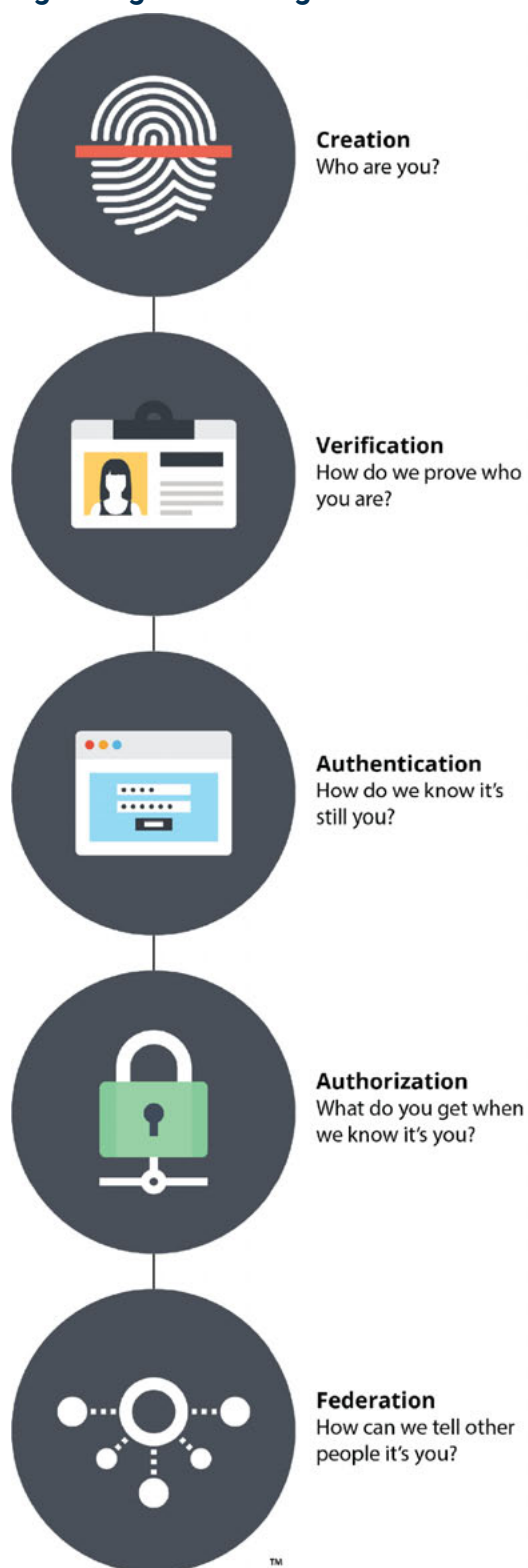 Creation
Who are you?
Verification
How do we prove who
you are?
Authentication
How do we know it's
still you?
Authorization
What do you get when
we know it's you?
Federation
How can we tell other
people it's you?
TM